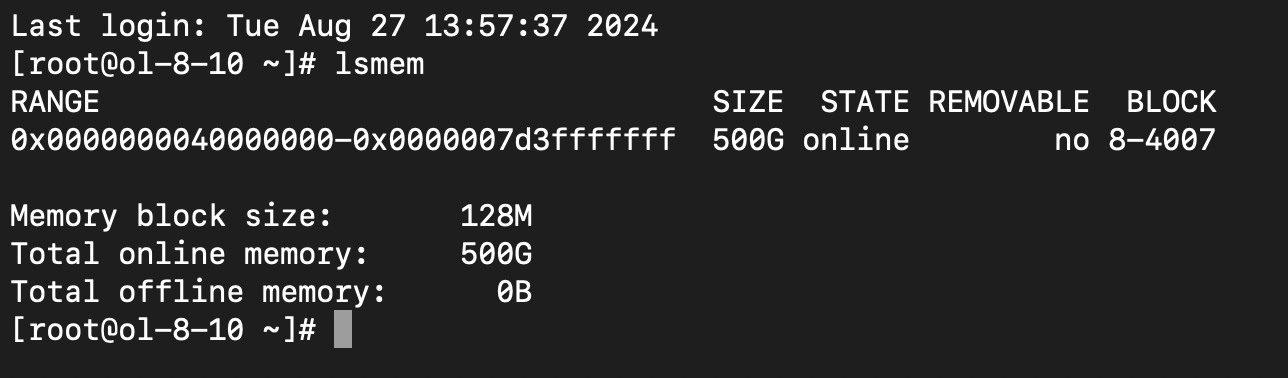 Last login: Tue Aug 27 13:57:37 2024
[root@ol-8-10 ~]# lsmem
RANGE                                  SIZE  STATE REMOVABLE  BLOCK
0x0000000040000000-0x0000007d3fffffff  500G online        no 8-4007
Memory block size:       128M
Total online memory:     500G
Total offline memory:      0B
[root@ol-8-10 ~]#